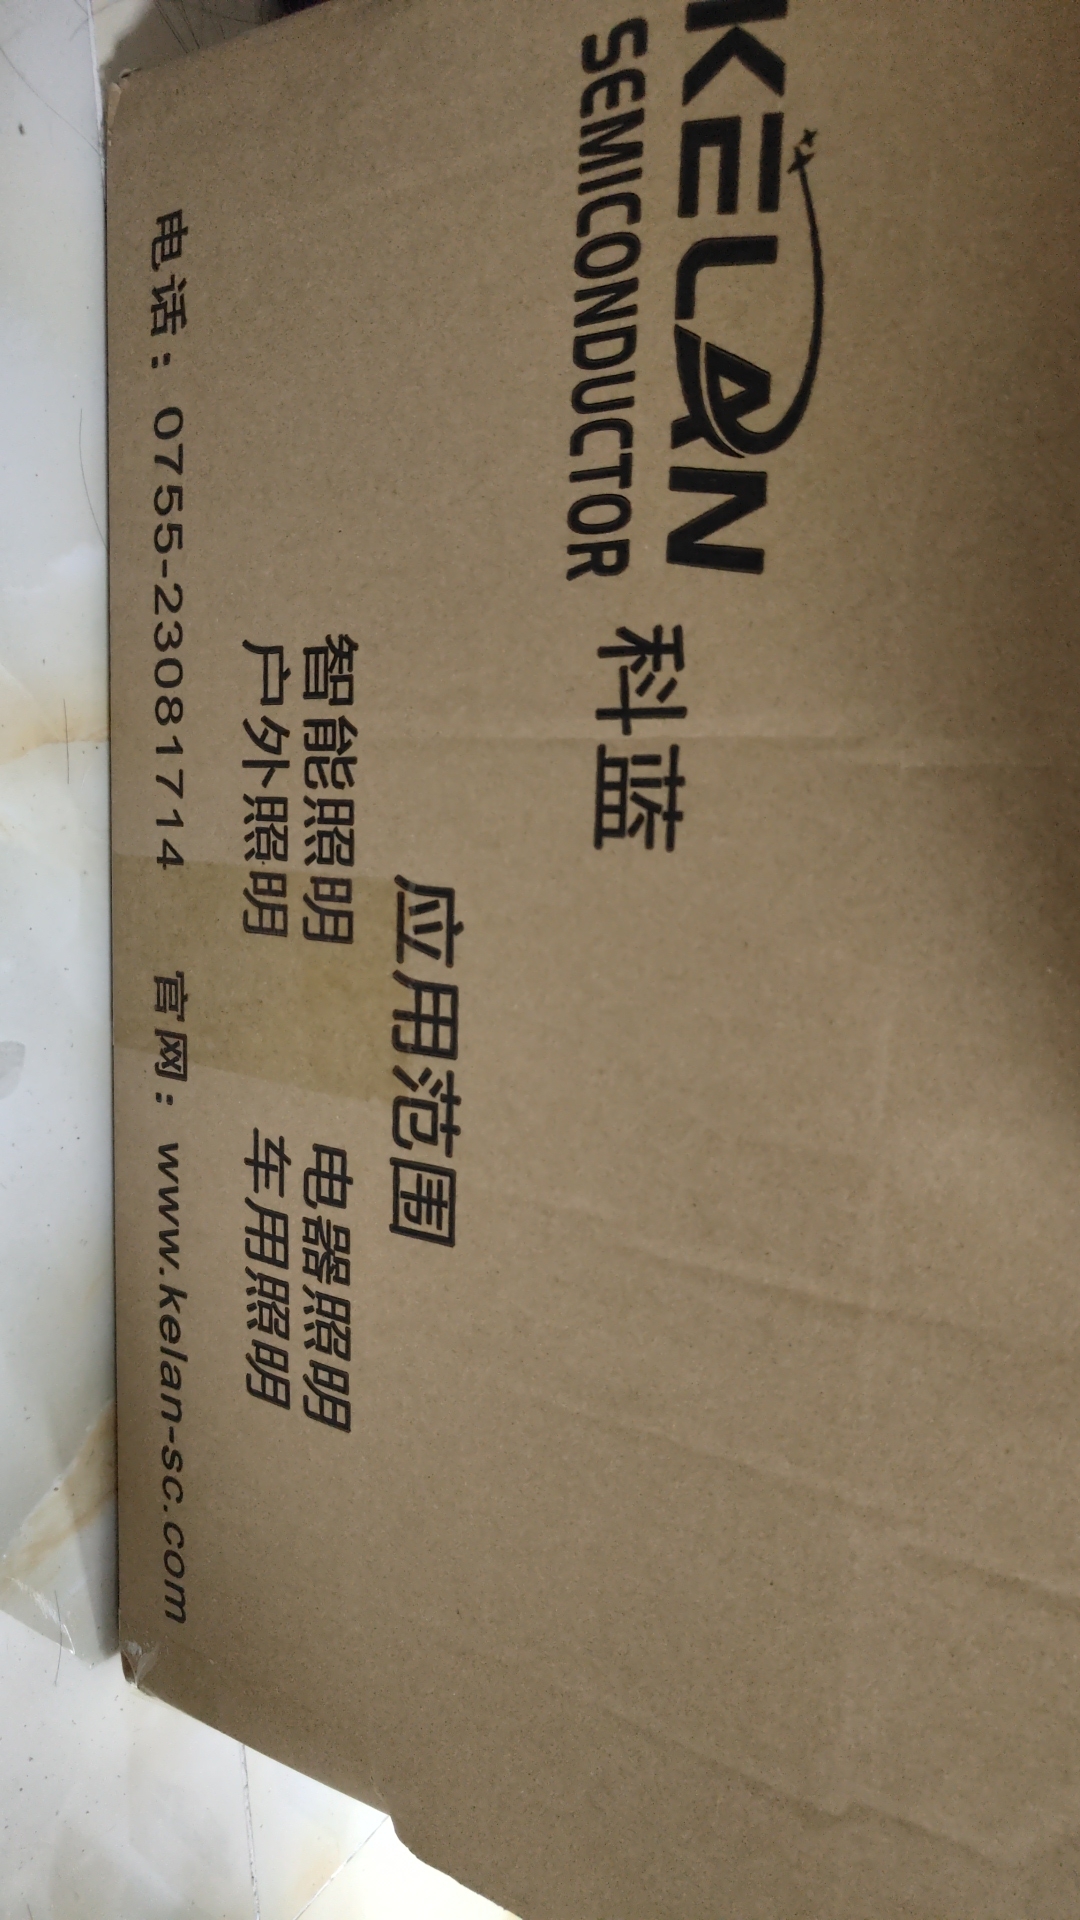 KELAN
SEMICONDUCTOR
科蓝
应用范围
智能照明 电器照明
户外照明 车用照明
电话：0755-23081714 官网：www.kelan-sc.com